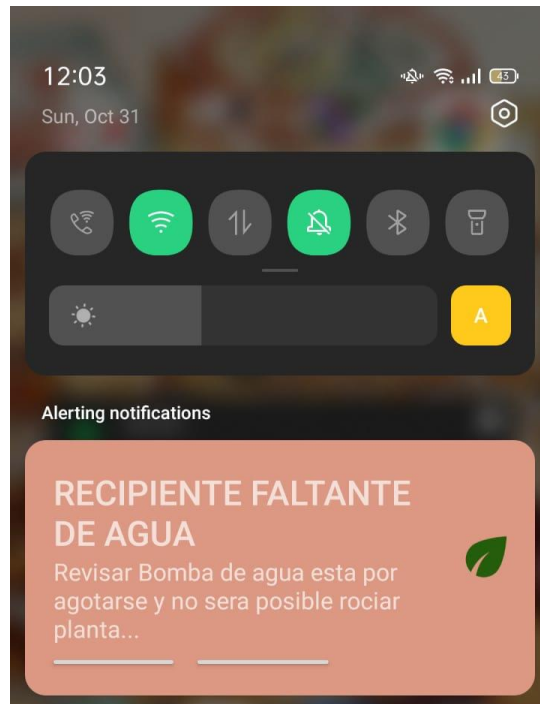 12:03
43
Sun, Oct 31
A
Alerting notifications
RECIPIENTE FALTANTE
DE AGUA
Revisar Bomba de agua esta por
agotarse y no sera posible rociar
planta...